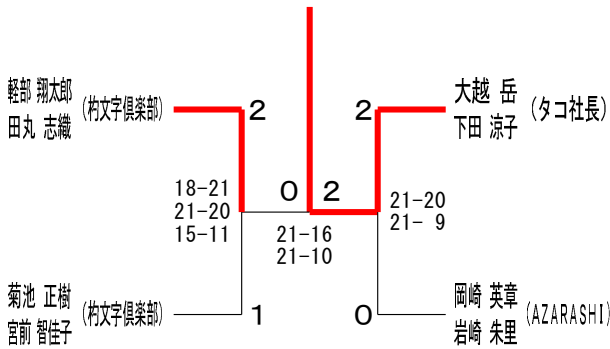 軽部 翔太郎
田丸 志織
(杓文字倶楽部)
2
2
大越 岳
下田 涼子
(タコ社長)
18-21
21-20
15-11
0
2
21-16
21-10
21-20
21- 9
菊池 正樹
宮前 智佳子
(杓文字倶楽部)
1
0
岡崎 英章
岩崎 朱里
(AZARASHI)